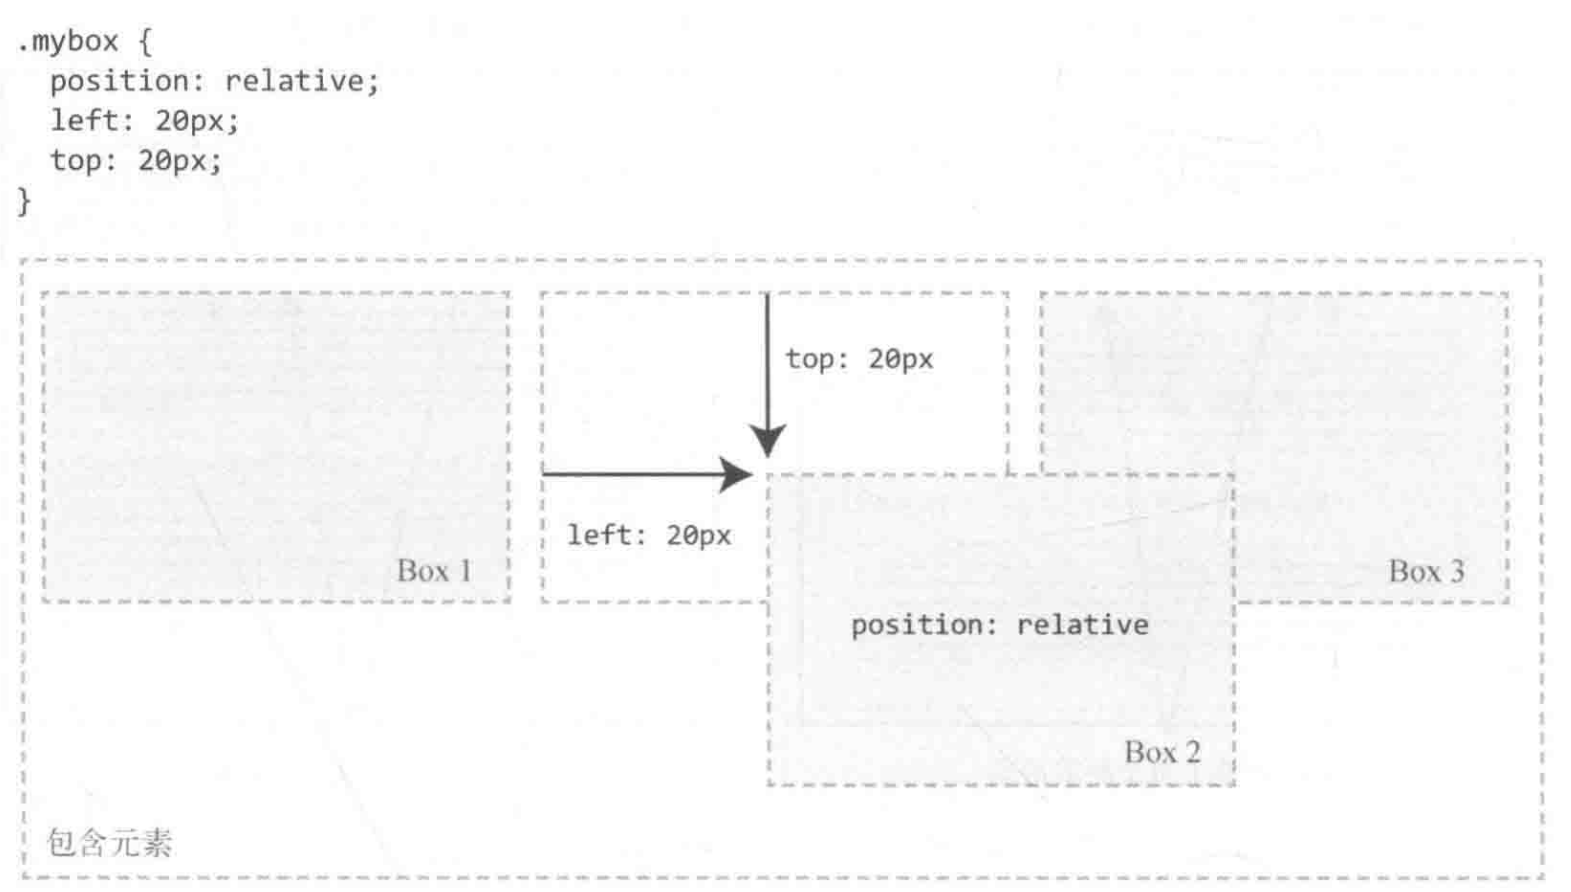 .mybox {
  position: relative;
  left: 20px;
  top: 20px;
}
top: 20px
left: 20px
Box 1
Box 3
position: relative
Box 2
包含元素